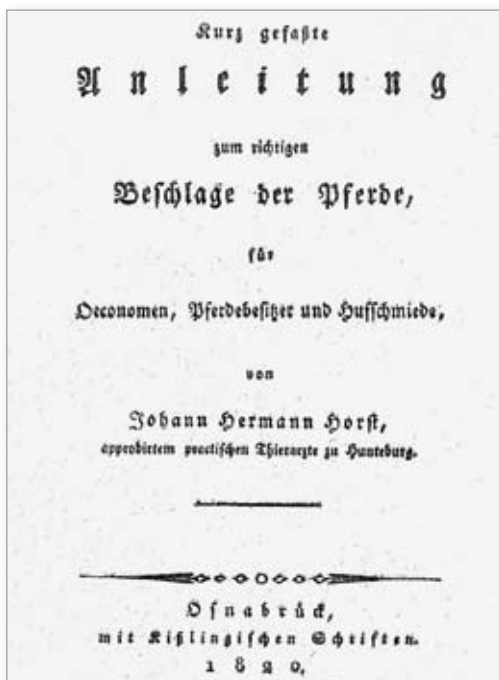 Kurz gefaßte
Anleitung
zum richtigen
Beschlage der Pferde,
für
Oeconomen, Pferdebesitzer und Hufschmiede,
von
Johann Hermann Horst,
approbirtem practischen Thierarzte zu Hunteburg.
Osnabrück,
mit Kißlingischen Schriften.
1820.